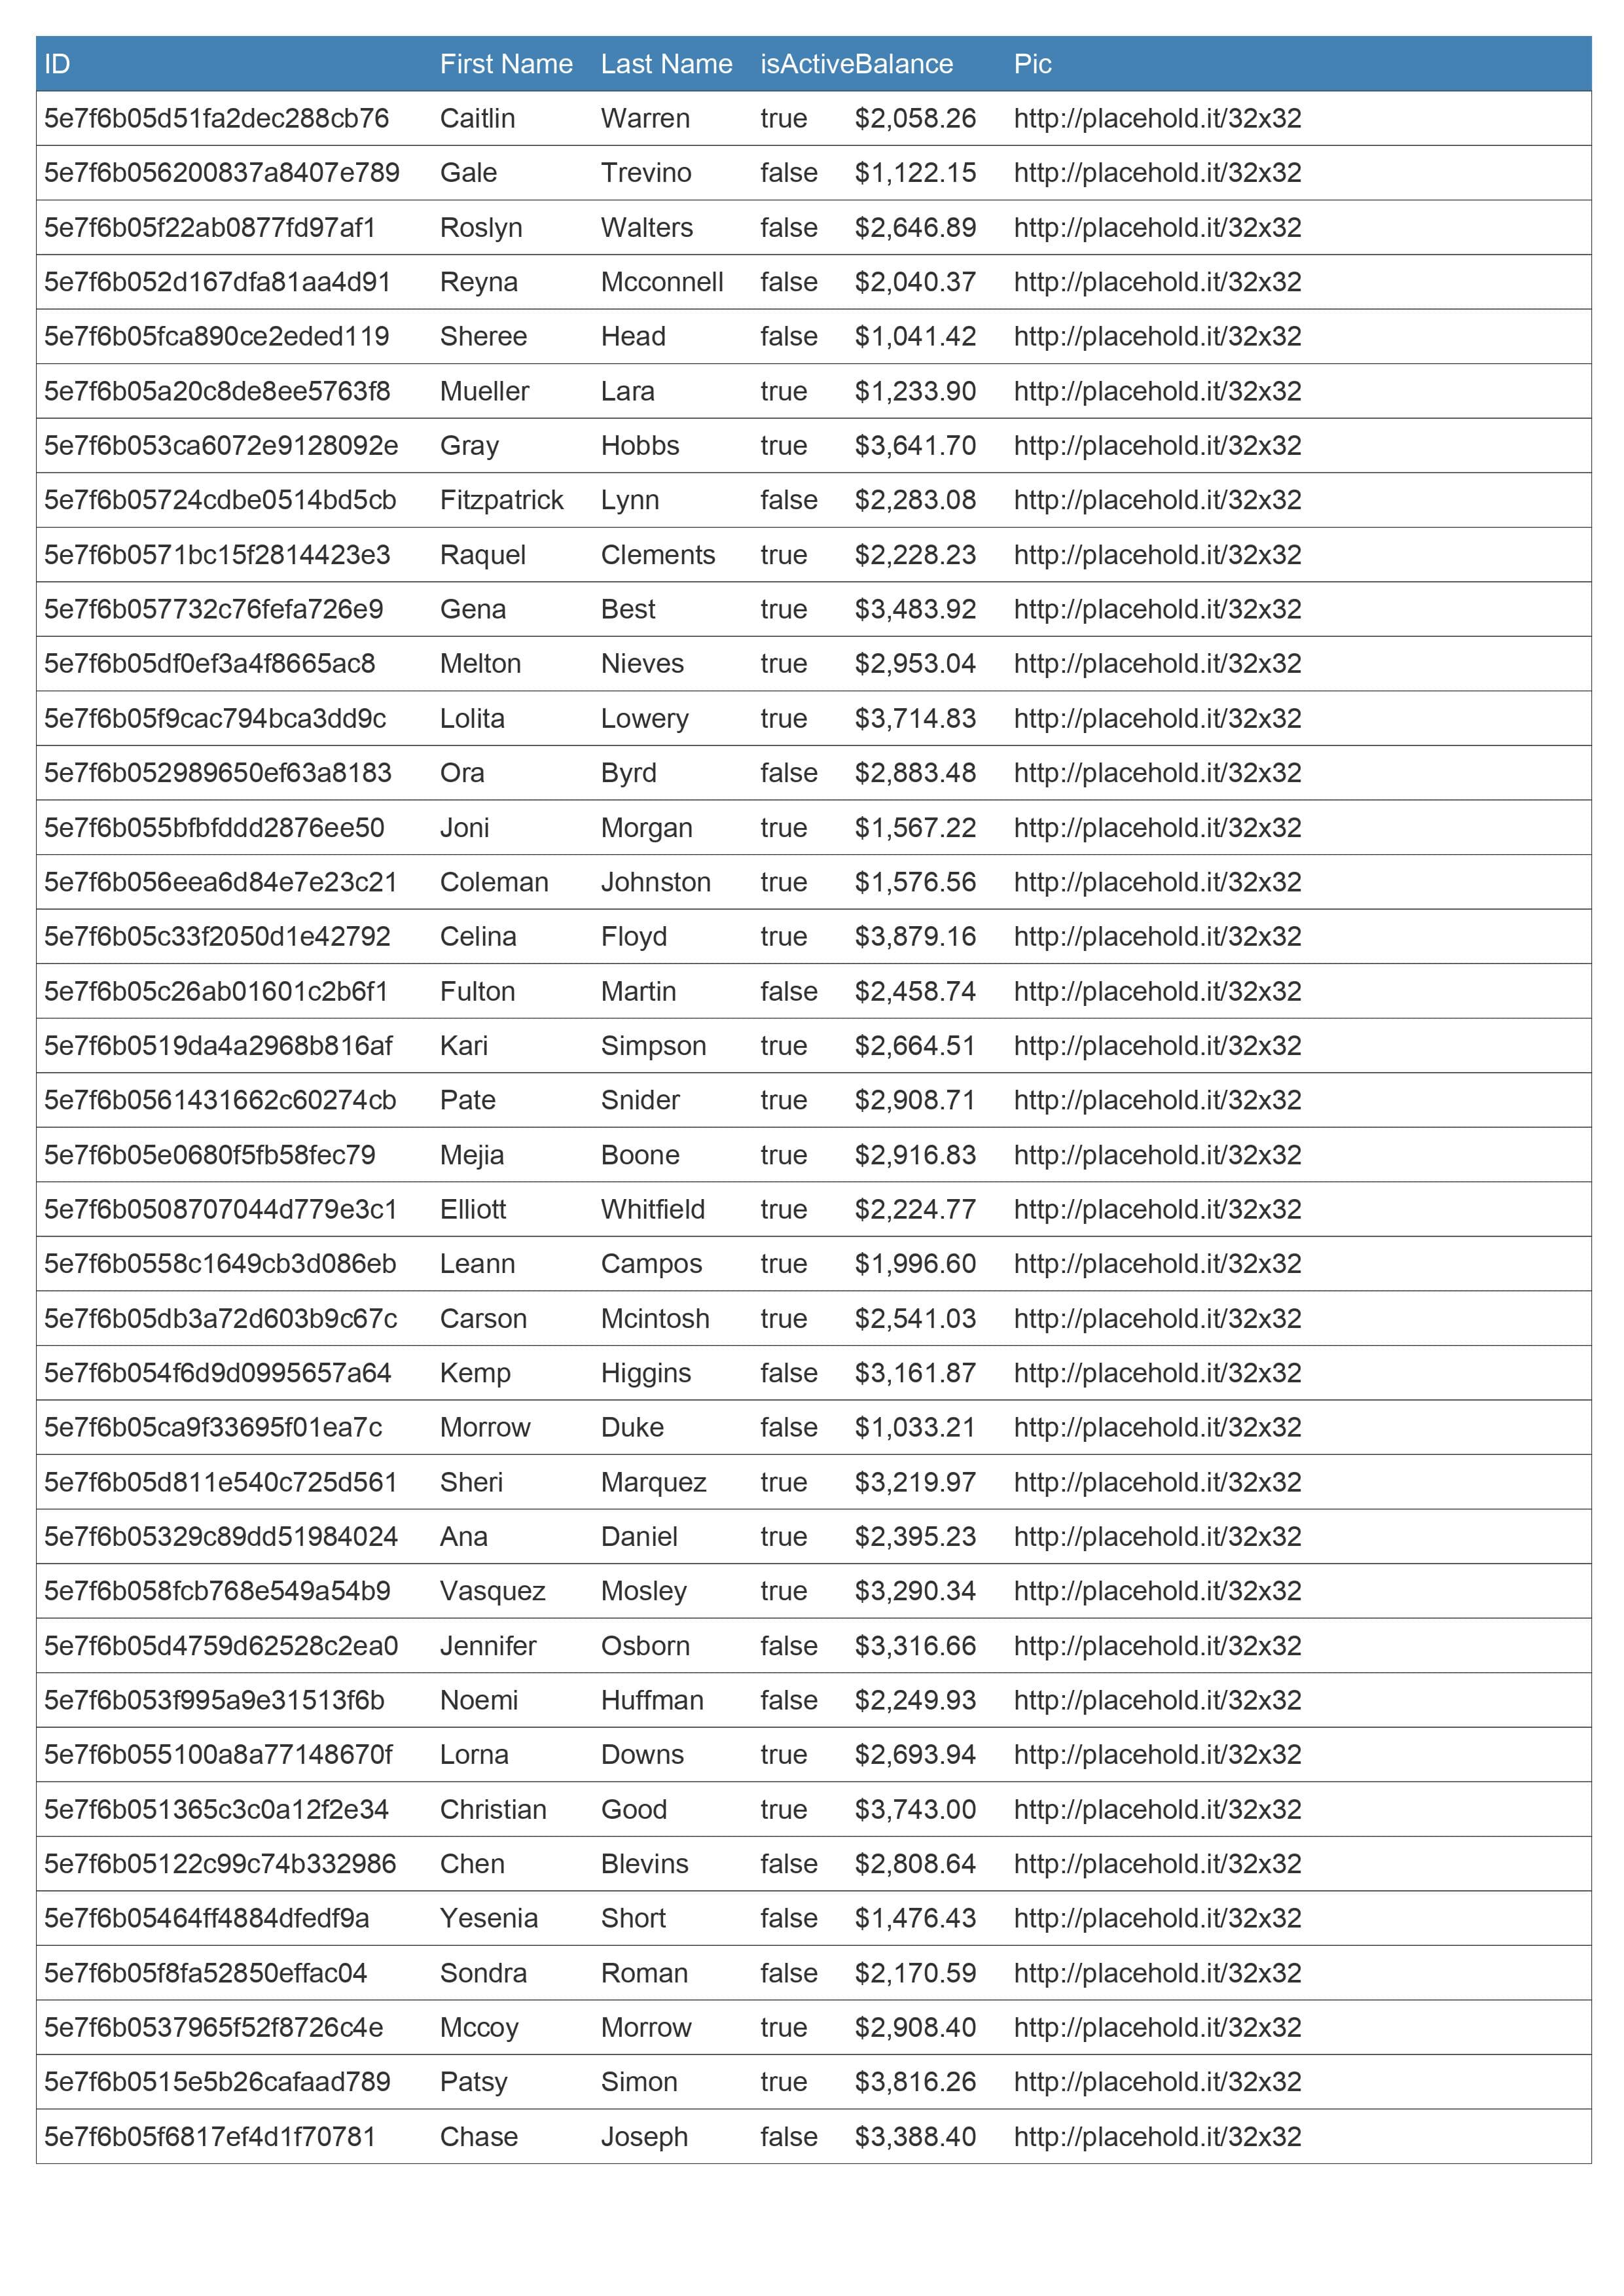 ID First Name Last Name isActive Balance Pic
5e7f6b05d51fa2dec288cb76 Caitlin Warren true $2,058.26 http://placehold.it/32x32
5e7f6b056200837a8407e789 Gale Trevino false $1,122.15 http://placehold.it/32x32
5e7f6b05f22ab0877fd97af1 Roslyn Walters false $2,646.89 http://placehold.it/32x32
5e7f6b052d167dfa81aa4d91 Reyna Mcconnell false $2,040.37 http://placehold.it/32x32
5e7f6b05fca890ce2eded119 Sheree Head false $1,041.42 http://placehold.it/32x32
5e7f6b05a20c8de8ee5763f8 Mueller Lara true $1,233.90 http://placehold.it/32x32
5e7f6b053ca6072e9128092e Gray Hobbs true $3,641.70 http://placehold.it/32x32
5e7f6b05724cdbe0514bd5cb Fitzpatrick Lynn false $2,283.08 http://placehold.it/32x32
5e7f6b0571bc15f2814423e3 Raquel Clements true $2,228.23 http://placehold.it/32x32
5e7f6b057732c76fefa726e9 Gena Best true $3,483.92 http://placehold.it/32x32
5e7f6b05df0ef3a4f8665ac8 Melton Nieves true $2,953.04 http://placehold.it/32x32
5e7f6b05f9cac794bca3dd9c Lolita Lowery true $3,714.83 http://placehold.it/32x32
5e7f6b052989650ef63a8183 Ora Byrd false $2,883.48 http://placehold.it/32x32
5e7f6b055bfbfddd2876ee50 Joni Morgan true $1,567.22 http://placehold.it/32x32
5e7f6b056eea6d84e7e23c21 Coleman Johnston true $1,576.56 http://placehold.it/32x32
5e7f6b05c33f2050d1e42792 Celina Floyd true $3,879.16 http://placehold.it/32x32
5e7f6b05c26ab01601c2b6f1 Fulton Martin false $2,458.74 http://placehold.it/32x32
5e7f6b0519da4a2968b816af Kari Simpson true $2,664.51 http://placehold.it/32x32
5e7f6b0561431662c60274cb Pate Snider true $2,908.71 http://placehold.it/32x32
5e7f6b05e0680f5fb58fec79 Mejia Boone true $2,916.83 http://placehold.it/32x32
5e7f6b0508707044d779e3c1 Elliott Whitfield true $2,224.77 http://placehold.it/32x32
5e7f6b0558c1649cb3d086eb Leann Campos true $1,996.60 http://placehold.it/32x32
5e7f6b05db3a72d603b9c67c Carson Mcintosh true $2,541.03 http://placehold.it/32x32
5e7f6b054f6d9d0995657a64 Kemp Higgins false $3,161.87 http://placehold.it/32x32
5e7f6b05ca9f33695f01ea7c Morrow Duke false $1,033.21 http://placehold.it/32x32
5e7f6b05d811e540c725d561 Sheri Marquez true $3,219.97 http://placehold.it/32x32
5e7f6b05329c89dd51984024 Ana Daniel true $2,395.23 http://placehold.it/32x32
5e7f6b058fcb768e549a54b9 Vasquez Mosley true $3,290.34 http://placehold.it/32x32
5e7f6b05d4759d62528c2ea0 Jennifer Osborn false $3,316.66 http://placehold.it/32x32
5e7f6b053f995a9e31513f6b Noemi Huffman false $2,249.93 http://placehold.it/32x32
5e7f6b055100a8a77148670f Lorna Downs true $2,693.94 http://placehold.it/32x32
5e7f6b051365c3c0a12f2e34 Christian Good true $3,743.00 http://placehold.it/32x32
5e7f6b05122c99c74b332986 Chen Blevins false $2,808.64 http://placehold.it/32x32
5e7f6b05464ff4884dfedf9a Yesenia Short false $1,476.43 http://placehold.it/32x32
5e7f6b05f8fa52850effac04 Sondra Roman false $2,170.59 http://placehold.it/32x32
5e7f6b0537965f52f8726c4e Mccoy Morrow true $2,908.40 http://placehold.it/32x32
5e7f6b0515e5b26cafaad789 Patsy Simon true $3,816.26 http://placehold.it/32x32
5e7f6b05f6817ef4d1f70781 Chase Joseph false $3,388.40 http://placehold.it/32x32